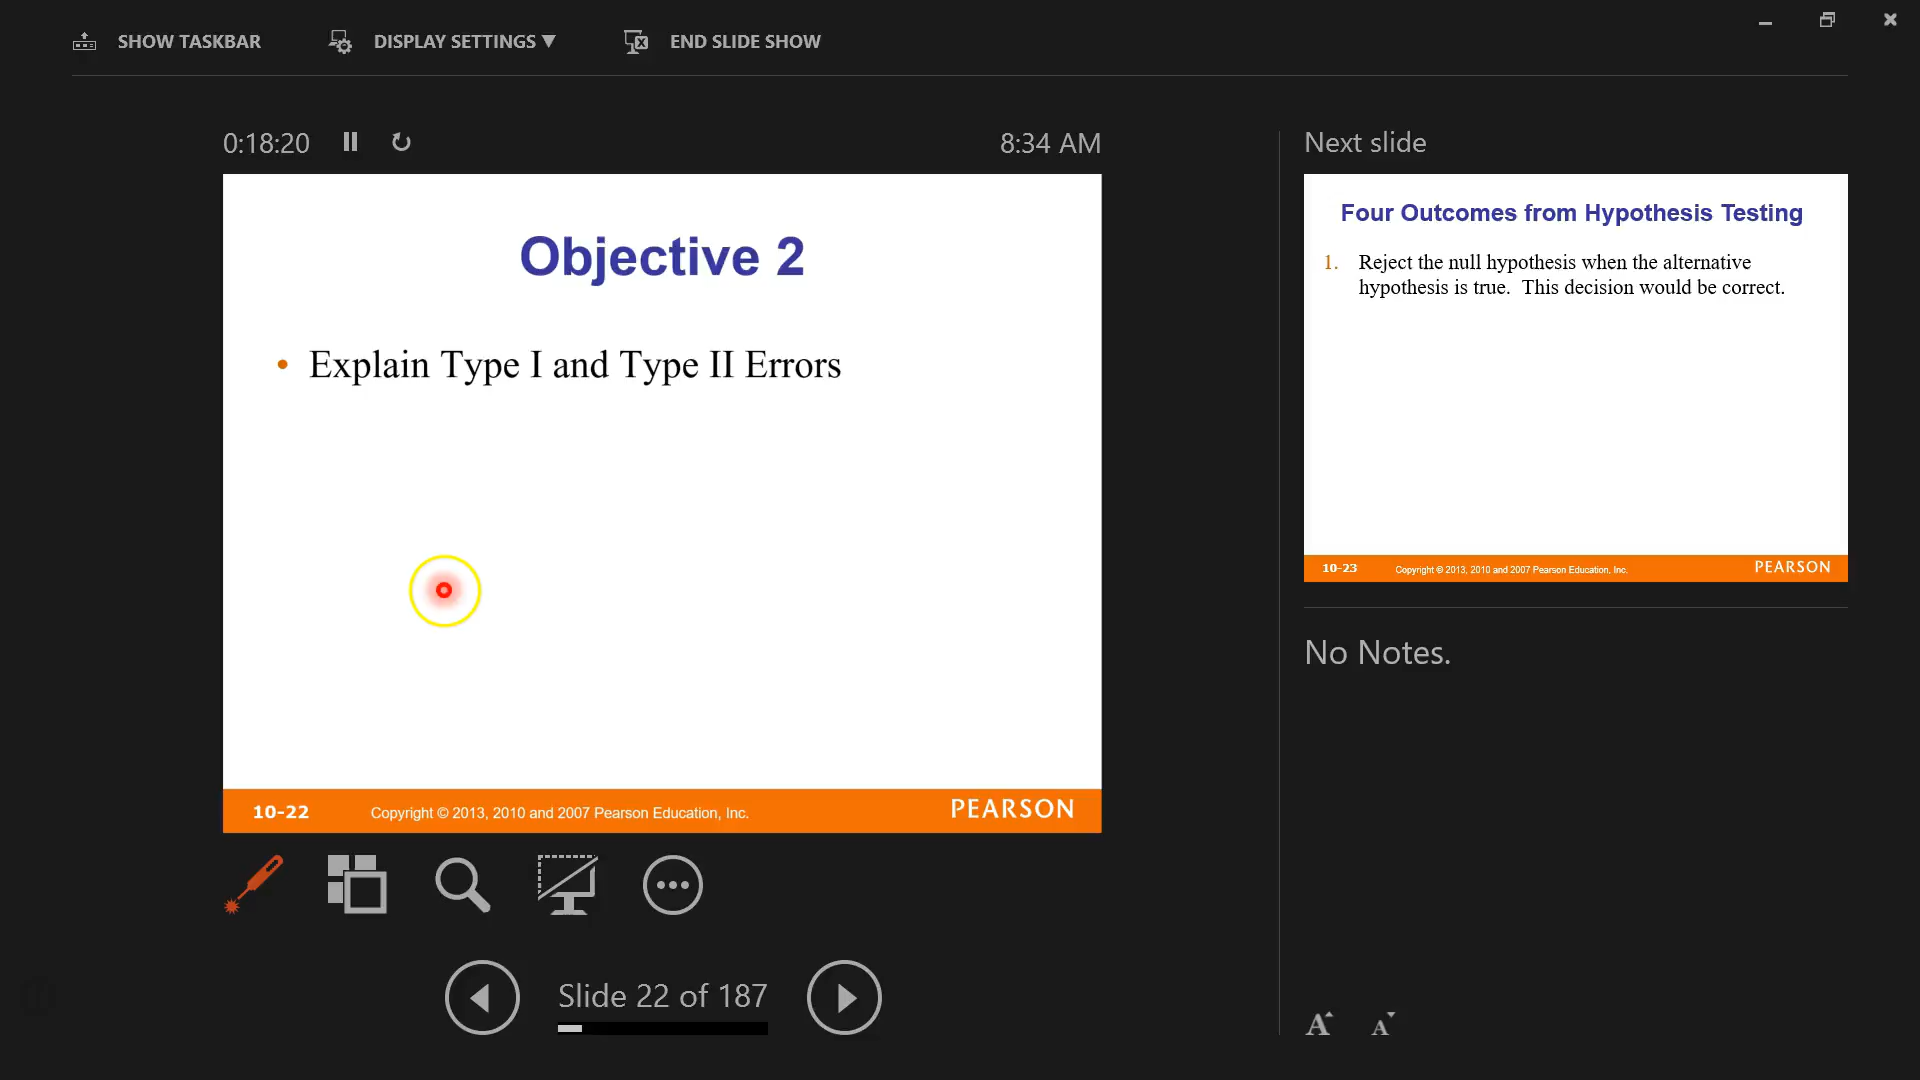 SHOW TASKBAR
DISPLAY SETTINGS ▼
END SLIDE SHOW
0:18:20
8:34 AM
Objective 2
• Explain Type I and Type II Errors
10-22
Copyright © 2013, 2010 and 2007 Pearson Education, Inc.
PEARSON
Slide 22 of 187
Next slide
Four Outcomes from Hypothesis Testing
1. Reject the null hypothesis when the alternative
hypothesis is true. This decision would be correct.
10-23
Copyright © 2013, 2010 and 2007 Pearson Education, Inc.
PEARSON
No Notes.
A A